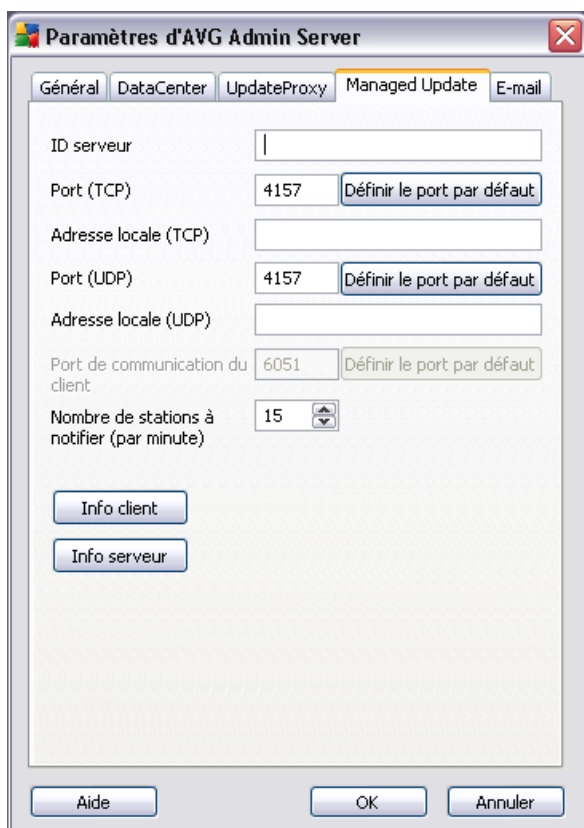 Paramètres d'AVG Admin Server
Général DataCenter UpdateProxy Managed Update E-mail
ID serveur
Port (TCP) 4157 Définir le port par défaut
Adresse locale (TCP)
Port (UDP) 4157 Définir le port par défaut
Adresse locale (UDP)
Port de communication du 6051 Définir le port par défaut
client
Nombre de stations à 15
notifier (par minute)
Info client
Info serveur
Aide OK Annuler